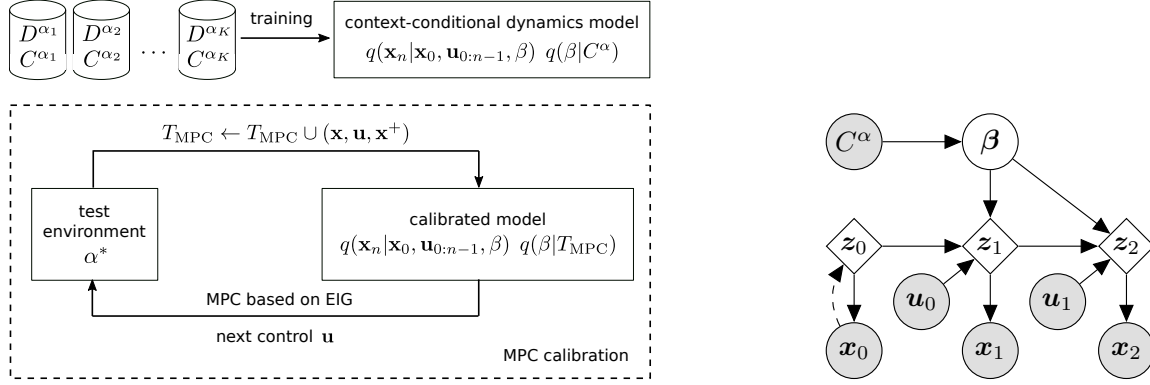 D^{α_1} D^{α_2} … D^{α_K}
C^{α_1} C^{α_2} C^{α_K}
training
context-conditional dynamics model
q(𝐱_n|𝐱_0, 𝐮_{0:n−1}, β) q(β|C^α)
T_MPC ← T_MPC ∪ (𝐱, 𝐮, 𝐱^+)
test
environment
α*
calibrated model
q(𝐱_n|𝐱_0, 𝐮_{0:n−1}, β) q(β|T_MPC)
MPC based on EIG
next control 𝐮
MPC calibration
C^α
β
z_0
z_1
z_2
u_0
u_1
x_0
x_1
x_2